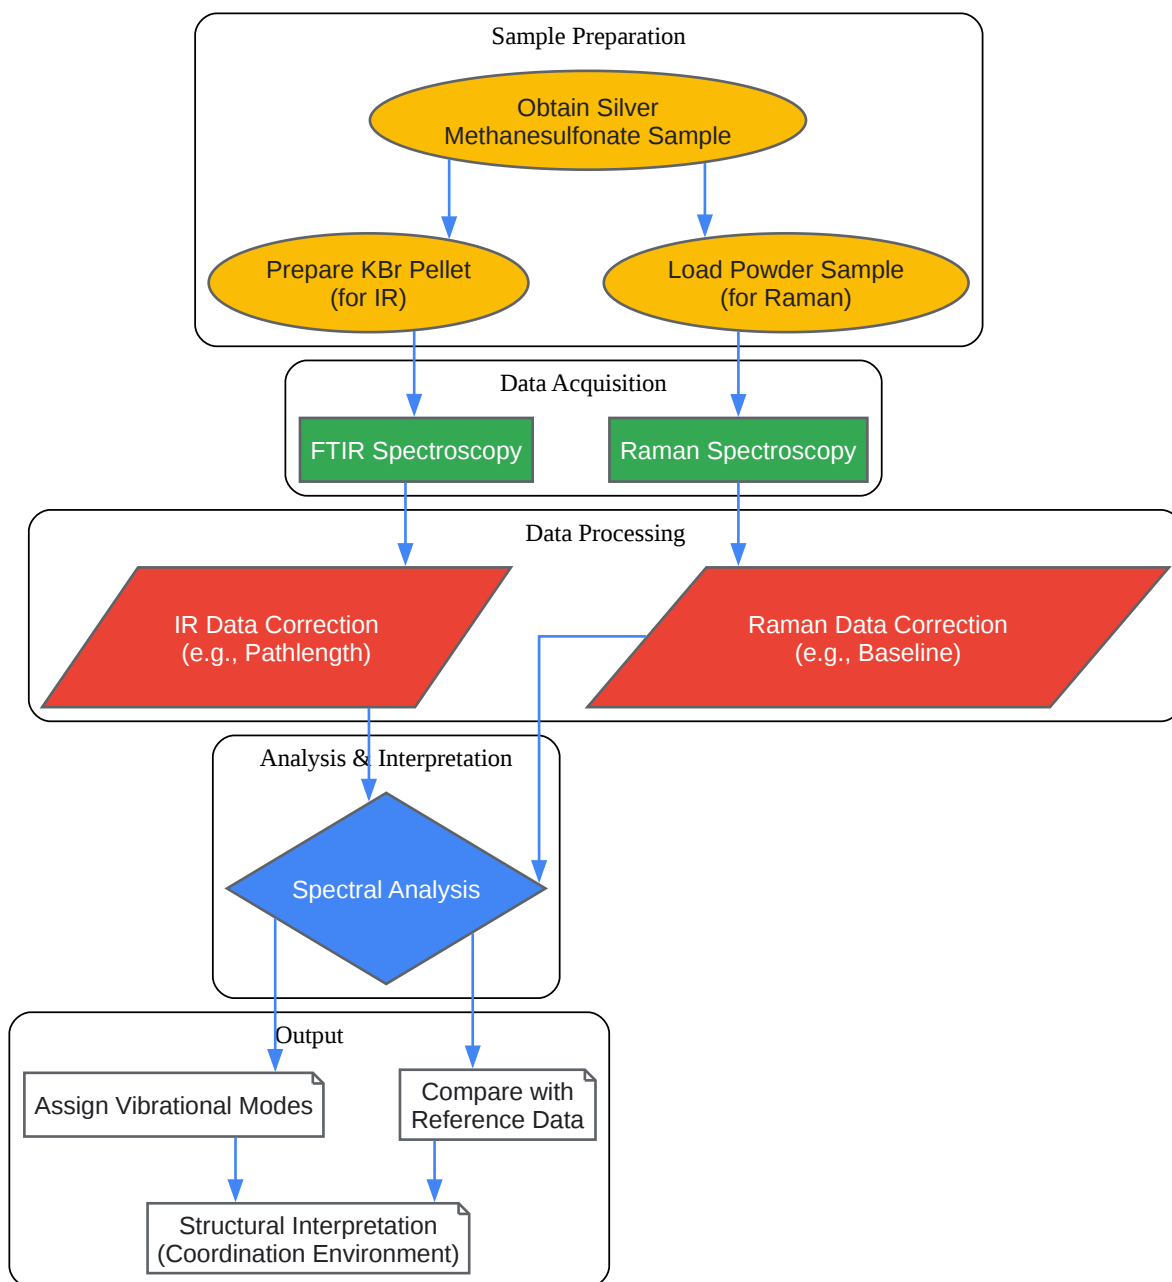 Sample Preparation
Obtain Silver
Methanesulfonate Sample
Prepare KBr Pellet
(for IR)
Load Powder Sample
(for Raman)
Data Acquisition
FTIR Spectroscopy
Raman Spectroscopy
Data Processing
IR Data Correction
(e.g., Pathlength)
Raman Data Correction
(e.g., Baseline)
Analysis & Interpretation
Spectral Analysis
Output
Assign Vibrational Modes
Compare with
Reference Data
Structural Interpretation
(Coordination Environment)